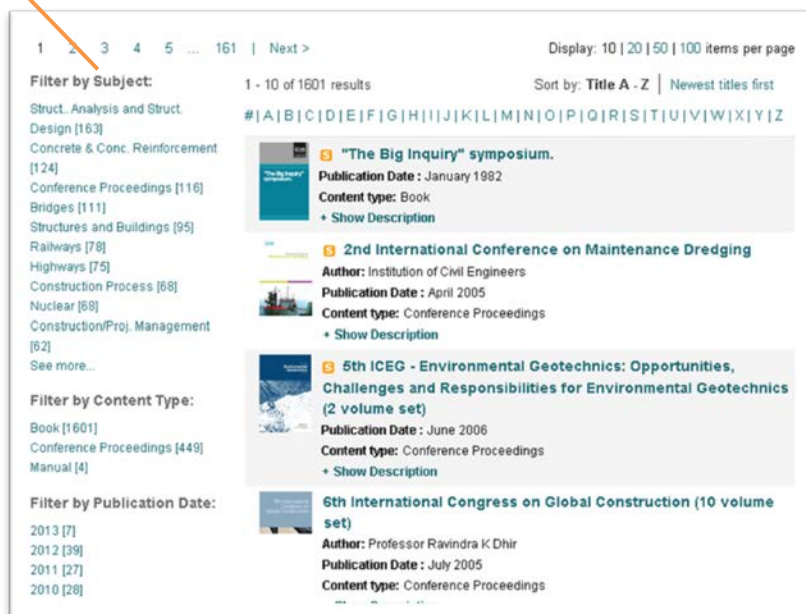 1 2 3 4 5 ... 161 | Next >
Display: 10 | 20 | 50 | 100 items per page
Filter by Subject:
Struct.. Analysis and Struct.
Design [163]
Concrete & Conc. Reinforcement
[124]
Conference Proceedings [116]
Bridges [111]
Structures and Buildings [95]
Railways [78]
Highways [75]
Construction Process [68]
Nuclear [68]
Construction/Proj. Management
[62]
See more...
Filter by Content Type:
Book [1601]
Conference Proceedings [449]
Manual [4]
Filter by Publication Date:
2013 [7]
2012 [39]
2011 [27]
2010 [28]
1 - 10 of 1601 results
Sort by: Title A - Z | Newest titles first
#|A|B|C|D|E|F|G|H|I|J|K|L|M|N|O|P|Q|R|S|T|U|V|W|X|Y|Z
S "The Big Inquiry" symposium.
Publication Date : January 1982
Content type: Book
+ Show Description
S 2nd International Conference on Maintenance Dredging
Author: Institution of Civil Engineers
Publication Date : April 2005
Content type: Conference Proceedings
+ Show Description
S 5th ICEG - Environmental Geotechnics: Opportunities,
Challenges and Responsibilities for Environmental Geotechnics
(2 volume set)
Publication Date : June 2006
Content type: Conference Proceedings
+ Show Description
6th International Congress on Global Construction (10 volume
set)
Author: Professor Ravindra K Dhir
Publication Date : July 2005
Content type: Conference Proceedings